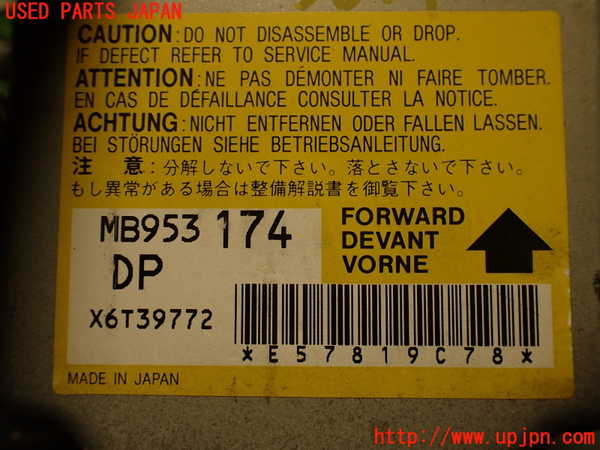 USED PARTS JAPAN
CAUTION:DO NOT DISASSEMBLE OR DROP.
IF DEFECT REFER TO SERVICE MANUAL.
ATTENTION:NE PAS DÉMONTER NI FAIRE TOMBER.
EN CAS DE DÉFAILLANCE CONSULTER LA NOTICE.
ACHTUNG:NICHT ENTFERNEN ODER FALLEN LASSEN.
BEI STÖRUNGEN SIEHE BETRIEBSANLEITUNG.
注 意:分解しないで下さい。落とさないで下さい。
もし異常がある場合は整備解説書を御覧下さい。
MB953174
DP
X6T39772
FORWARD
DEVANT
VORNE
*E57819C78*
MADE IN JAPAN
http://www.upjpn.com